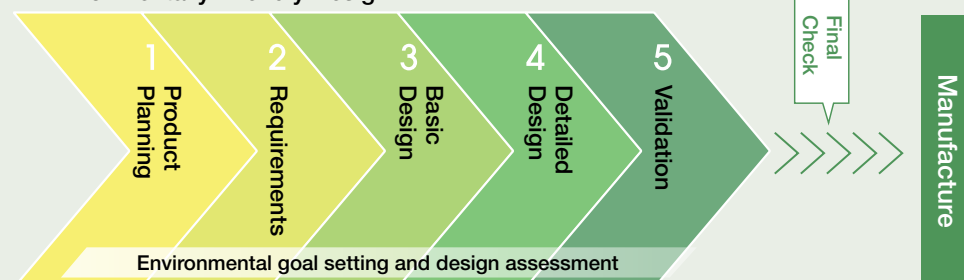 1
Product
Planning
2
Requirements
3
Basic
Design
4
Detailed
Design
5
Validation
Final
Check
Manufacture
Environmental goal setting and design assessment